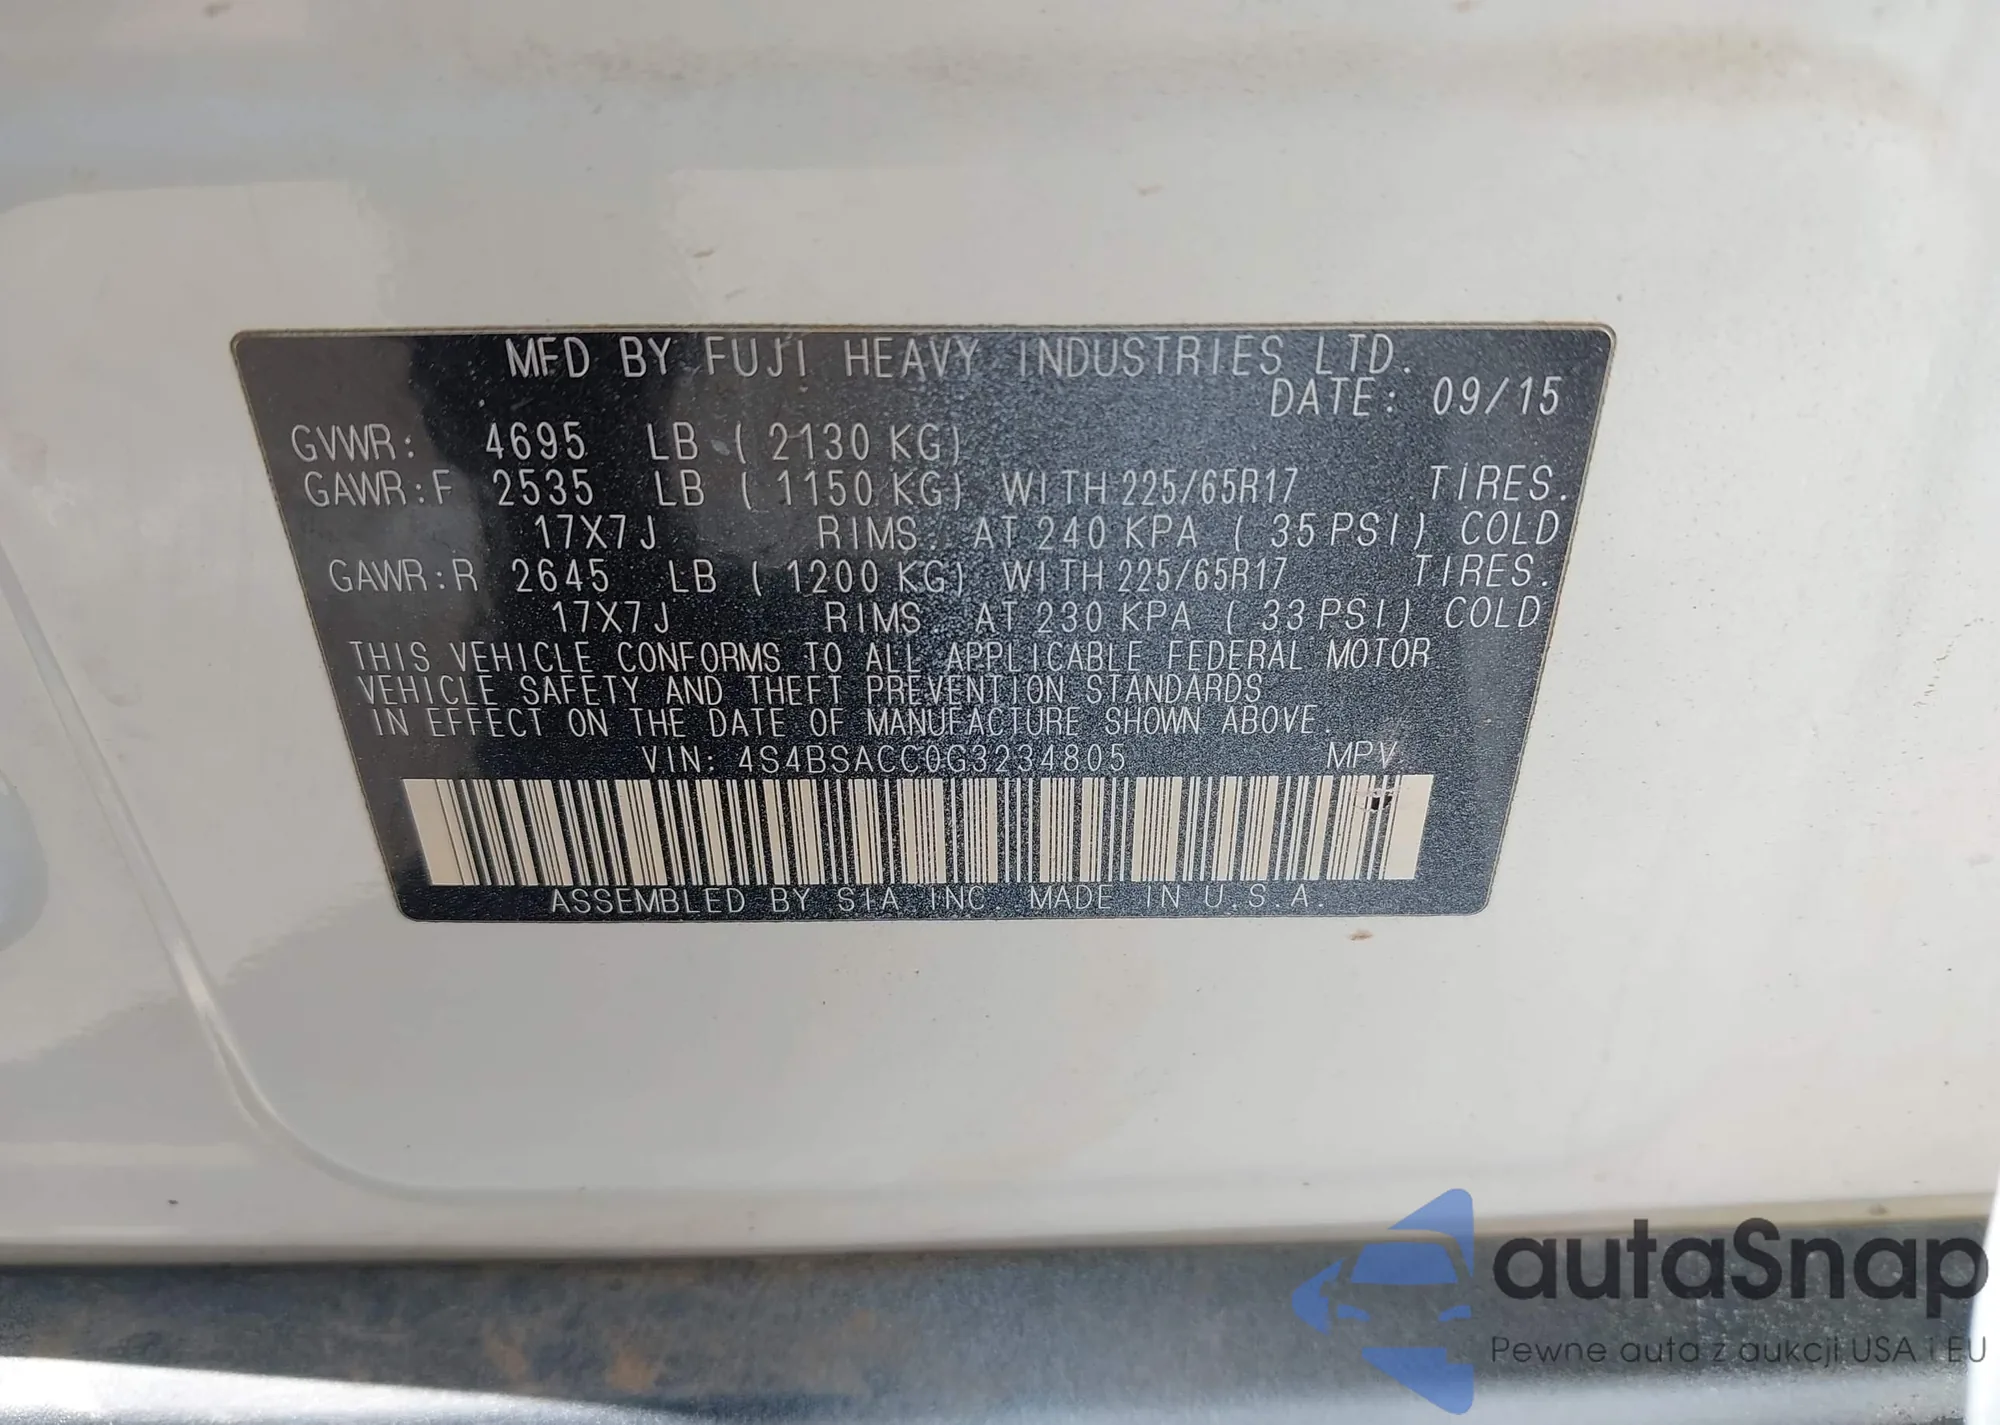 MFD BY FUJI HEAVY INDUSTRIES LTD.
DATE: 09/15
GVWR: 4695 LB ( 2130 KG)
GAWR:F 2535 LB ( 1150 KG) WITH 225/65R17 TIRES.
17X7J RIMS. AT 240 KPA ( 35 PSI) COLD
GAWR:R 2645 LB ( 1200 KG) WITH 225/65R17 TIRES.
17X7J RIMS AT 230 KPA ( 33 PSI) COLD
THIS VEHICLE CONFORMS TO ALL APPLICABLE FEDERAL MOTOR
VEHICLE SAFETY AND THEFT PREVENTION STANDARDS
IN EFFECT ON THE DATE OF MANUFACTURE SHOWN ABOVE.
VIN: 4S4BSACC0G3234805 MPV
ASSEMBLED BY SIA INC. MADE IN U.S.A.
autaSnap
Pewne auta z aukcji USA i EU